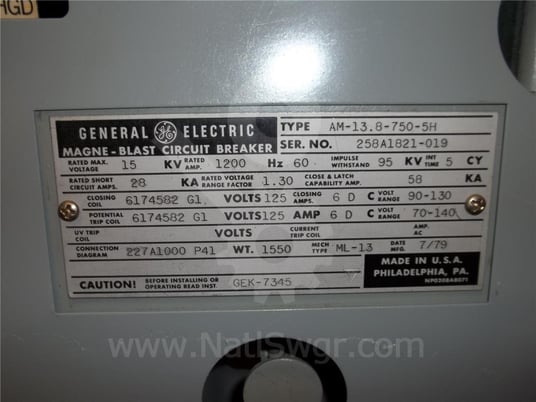 HGD
GENERAL GE ELECTRIC TYPE AM-13.8-750-5H
MAGNE-BLAST CIRCUIT BREAKER SER. NO. 258A1821-019
RATED MAX. VOLTAGE 15 KV RATED AMP. 1200 Hz 60 IMPULSE WITHSTAND 95 KV INT TIME 5 CY
RATED SHORT CIRCUIT AMPS. 28 KA RATED VOLTAGE RANGE FACTOR 1.30 CLOSE & LATCH CAPABILITY AMP. 58 KA
CLOSING COIL 6174582 G1 VOLTS 125 CLOSING AMPS 6 D C VOLT RANGE 90-130
POTENTIAL TRIP COIL 6174582 G1 VOLTS 125 AMP 6 D C VOLT RANGE 70-140
UV TRIP COIL VOLTS CURRENT TRIP COIL AMP. AC
CONNECTION DIAGRAM 227A1000 P41 WT. 1550 MECH TYPE ML-13 DATE MFG. 7/79
CAUTION! BEFORE INSTALLING OR OPERATING READ INST. GEK-7345
MADE IN U.S.A.
PHILADELPHIA, PA.
NP0208AB071
www.NatlSwgr.com